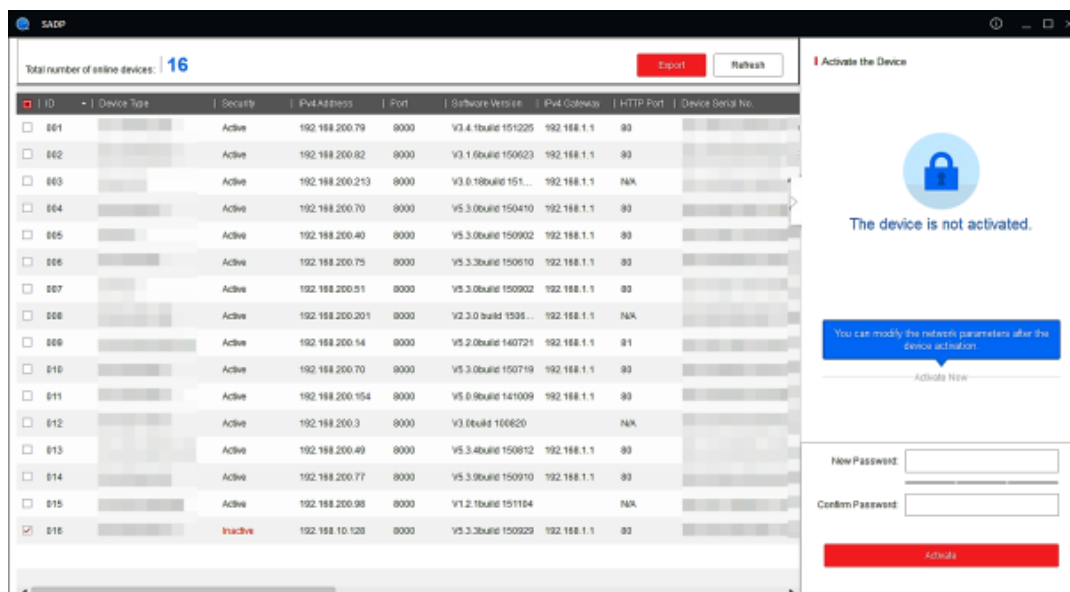 SADP
Total number of online devices: 16 Export Refresh
ID Device Type Security IPv4 Address Port Software Version IPv4 Gateway HTTP Port Device Serial No.
001 Active 192.168.200.79 8000 V3.4.1build 151225 192.168.1.1 80
002 Active 192.168.200.82 8000 V3.1.6build 150623 192.168.1.1 80
003 Active 192.168.200.213 8000 V3.0.18build 151... 192.168.1.1 N/A
004 Active 192.168.200.70 8000 V5.3.0build 150410 192.168.1.1 80
005 Active 192.168.200.40 8000 V5.3.0build 150902 192.168.1.1 80
006 Active 192.168.200.75 8000 V5.3.3build 150610 192.168.1.1 80
007 Active 192.168.200.51 8000 V5.3.0build 150902 192.168.1.1 80
008 Active 192.168.200.201 8000 V2.3.0 build 1506... 192.168.1.1 N/A
009 Active 192.168.200.14 8000 V5.2.0build 140721 192.168.1.1 81
010 Active 192.168.200.70 8000 V5.3.0build 150719 192.168.1.1 80
011 Active 192.168.200.154 8000 V5.0.9build 141009 192.168.1.1 80
012 Active 192.168.200.3 8000 V3.0build 100820 N/A
013 Active 192.168.200.49 8000 V5.3.4build 150812 192.168.1.1 80
014 Active 192.168.200.77 8000 V5.3.9build 150910 192.168.1.1 80
015 Active 192.168.200.98 8000 V1.2.1build 151104 N/A
016 Inactive 192.168.10.128 8000 V5.3.3build 150929 192.168.1.1 80
Activate the Device
The device is not activated.
You can modify the network parameters after the
device activation.
Activate Now
New Password:
Confirm Password:
Activate